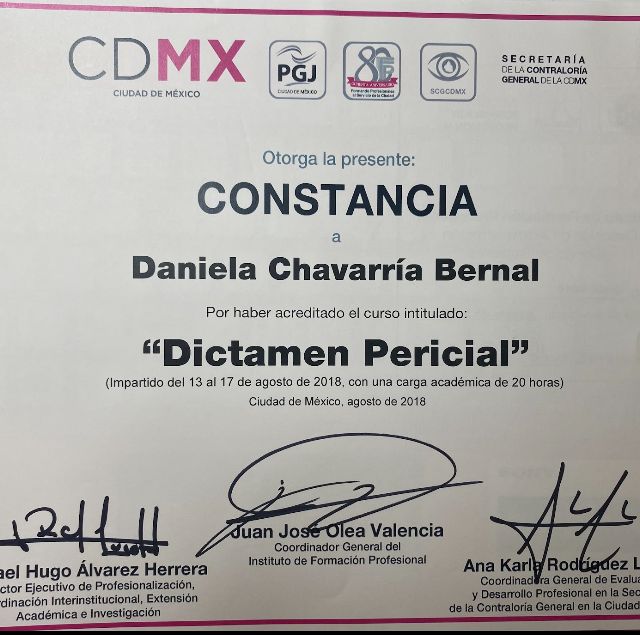 CDMX
CIUDAD DE MÉXICO
PGJ
CIUDAD DE MÉXICO
SCGCDMX
SECRETARÍA
DE LA CONTRALORÍA
GENERAL DE LA CDMX
Otorga la presente:
CONSTANCIA
a
Daniela Chavarría Bernal
Por haber acreditado el curso intitulado:
“Dictamen Pericial”
(Impartido del 13 al 17 de agosto de 2018, con una carga académica de 20 horas)
Ciudad de México, agosto de 2018
Juan José Olea Valencia
Coordinador General del
Instituto de Formación Profesional
ael Hugo Álvarez Herrera
ctor Ejecutivo de Profesionalización,
rdinación Interinstitucional, Extensión
Académica e Investigación
Ana Karla Rodríguez L
Coordinadora General de Evalua
y Desarrollo Profesional en la Sec
de la Contraloría General en la Ciudad d